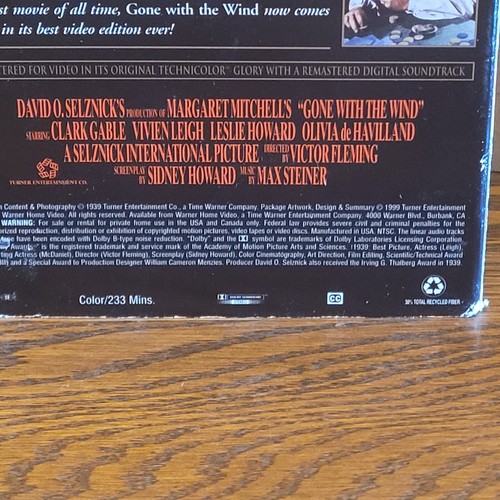 st movie of all time, Gone with the Wind now comes
in its best video edition ever!
TERED FOR VIDEO IN ITS ORIGINAL TECHNICOLOR® GLORY WITH A REMASTERED DIGITAL SOUNDTRACK
DAVID O. SELZNICK'S PRODUCTION OF MARGARET MITCHELL'S "GONE WITH THE WIND"
STARRING CLARK GABLE VIVIEN LEIGH LESLIE HOWARD OLIVIA de HAVILLAND
A SELZNICK INTERNATIONAL PICTURE DIRECTED BY VICTOR FLEMING
SCREENPLAY BY SIDNEY HOWARD MUSIC BY MAX STEINER
TURNER ENTERTAINMENT CO.
n Content & Photography © 1939 Turner Entertainment Co., a Time Warner Company. Package Artwork, Design & Summary © 1999 Turner Entertainment
Warner Home Video. All rights reserved. Available from Warner Home Video, a Time Warner Entertainment Company. 4000 Warner Blvd., Burbank, CA
WARNING: For sale or rental for private home use in the USA and Canada only. Federal law provides severe civil and criminal penalties for the
rized reproduction, distribution or exhibition of copyrighted motion pictures, video tapes or video discs. Manufactured in USA. NTSC. The linear audio tracks
have been encoded with Dolby B-type noise reduction. "Dolby" and the symbol are trademarks of Dolby Laboratories Licensing Corporation.
Award®" is the registered trademark and service mark of the Academy of Motion Picture Arts and Sciences. †1939: Best Picture, Actress (Leigh),
ting Actress (McDaniel), Director (Victor Fleming), Screenplay (Sidney Howard), Color Cinematography, Art Direction, Film Editing, Scientific/Technical Award
and a Special Award to Production Designer William Cameron Menzies. Producer David O. Selznick also received the Irving G. Thalberg Award in 1939.
Color/233 Mins.
CC
30% TOTAL RECYCLED FIBER